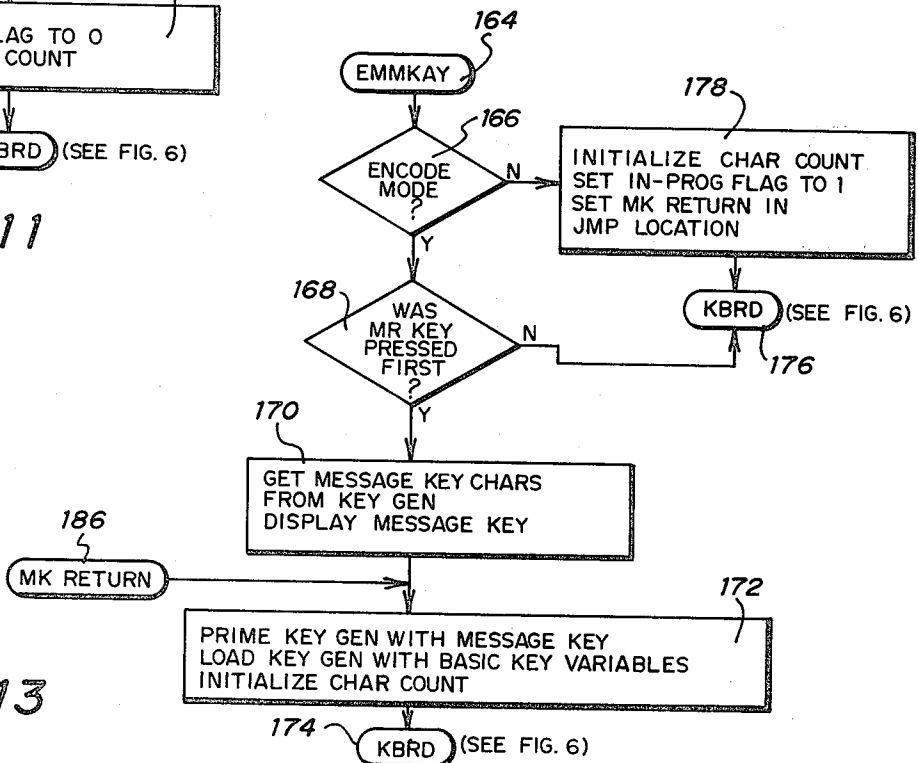 LAG TO 0
COUNT
BRD (SEE FIG. 6)
11
164
EMMKAY
166
ENCODE
MODE
?
N
Y
178
INITIALIZE CHAR COUNT
SET IN-PROG FLAG TO 1
SET MK RETURN IN
JMP LOCATION
KBRD (SEE FIG. 6)
176
168
WAS
MR KEY
PRESSED
FIRST
?
N
Y
170
GET MESSAGE KEY CHARS
FROM KEY GEN
DISPLAY MESSAGE KEY
186
MK RETURN
172
PRIME KEY GEN WITH MESSAGE KEY
LOAD KEY GEN WITH BASIC KEY VARIABLES
INITIALIZE CHAR COUNT
13
174
KBRD (SEE FIG. 6)